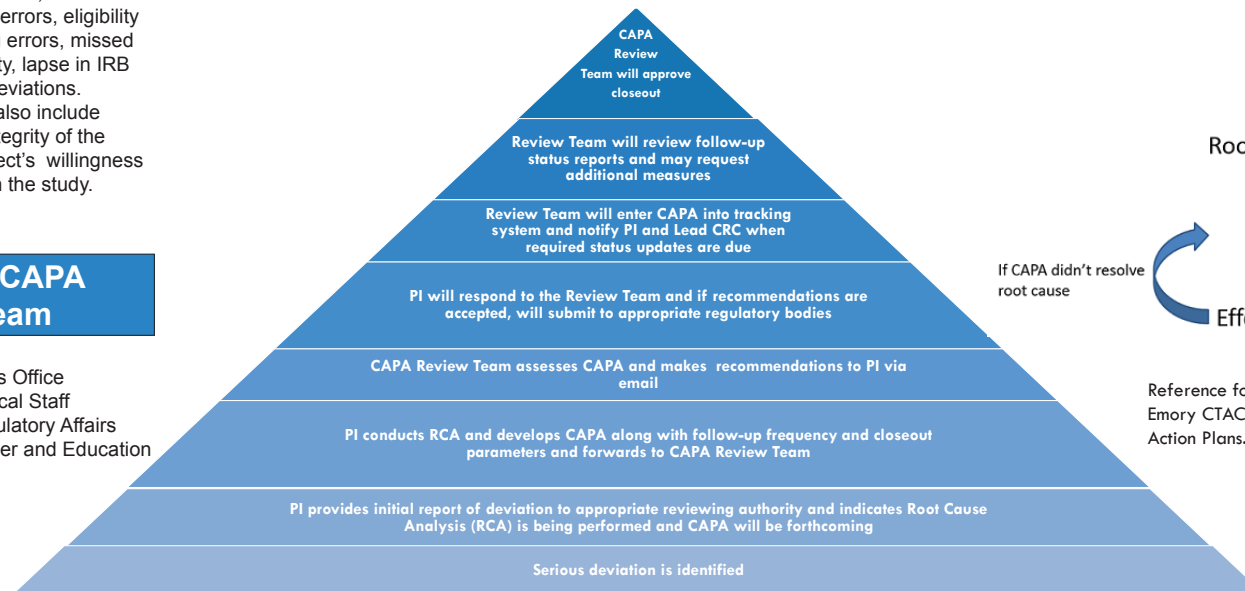 errors, eligibility
errors, missed
ty, lapse in IRB
eviations.
also include
tegrity of the
ect's willingness
n the study.
CAPA
eam
s Office
cal Staff
ulatory Affairs
er and Education
CAPA
Review
Team will approve
closeout
Review Team will review follow-up
status reports and may request
additional measures
Review Team will enter CAPA into tracking
system and notify PI and Lead CRC when
required status updates are due
PI will respond to the Review Team and if recommendations are
accepted, will submit to appropriate regulatory bodies
CAPA Review Team assesses CAPA and makes recommendations to PI via
email
PI conducts RCA and develops CAPA along with follow-up frequency and closeout
parameters and forwards to CAPA Review Team
PI provides initial report of deviation to appropriate reviewing authority and indicates Root Cause
Analysis (RCA) is being performed and CAPA will be forthcoming
Serious deviation is identified
Roo
If CAPA didn't resolve
root cause
Effe
Reference fo
Emory CTAC
Action Plans.